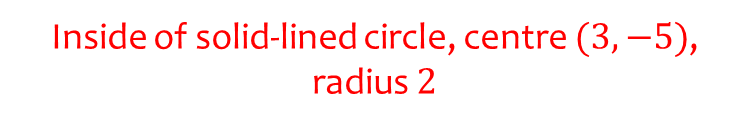 Inside of solid-lined circle, centre (3, −5),
radius 2